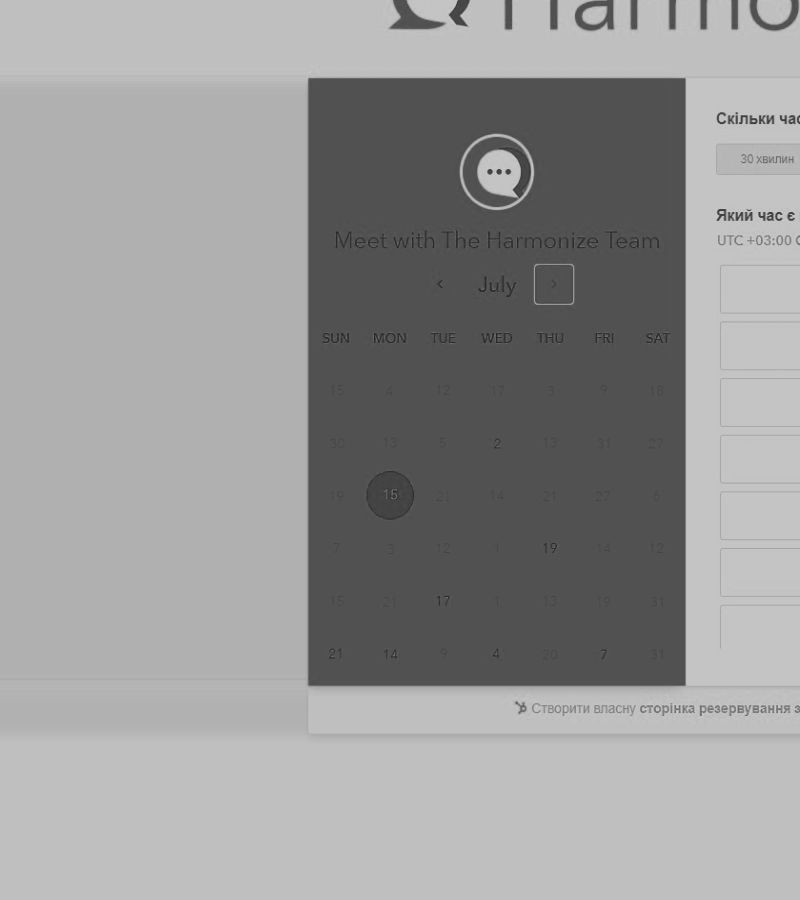 Harmo
Meet with The Harmonize Team
July
SUN MON TUE WED THU FRI SAT
15 4 12 17 3 9 18
30 13 5 2 13 31 27
19 15 21 14 21 27 6
7 3 12 1 19 14 12
15 21 17 1 13 19 31
21 14 9 4 20 7 31
Скільки час
30 хвилин
Який час є
UTC +03:00
Створити власну сторінка резервування з